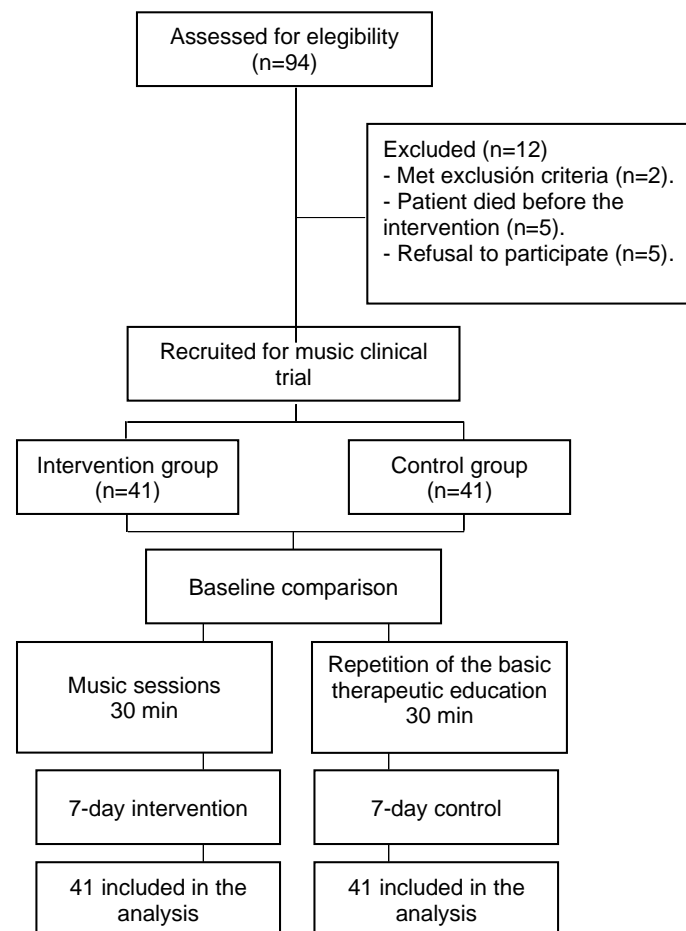 Assessed for elegibility
(n=94)
Excluded (n=12)
- Met exclusión criteria (n=2).
- Patient died before the
intervention (n=5).
- Refusal to participate (n=5).
Recruited for music clinical
trial
Intervention group
(n=41)
Control group
(n=41)
Baseline comparison
Music sessions
30 min
Repetition of the basic
therapeutic education
30 min
7-day intervention
7-day control
41 included in the
analysis
41 included in the
analysis